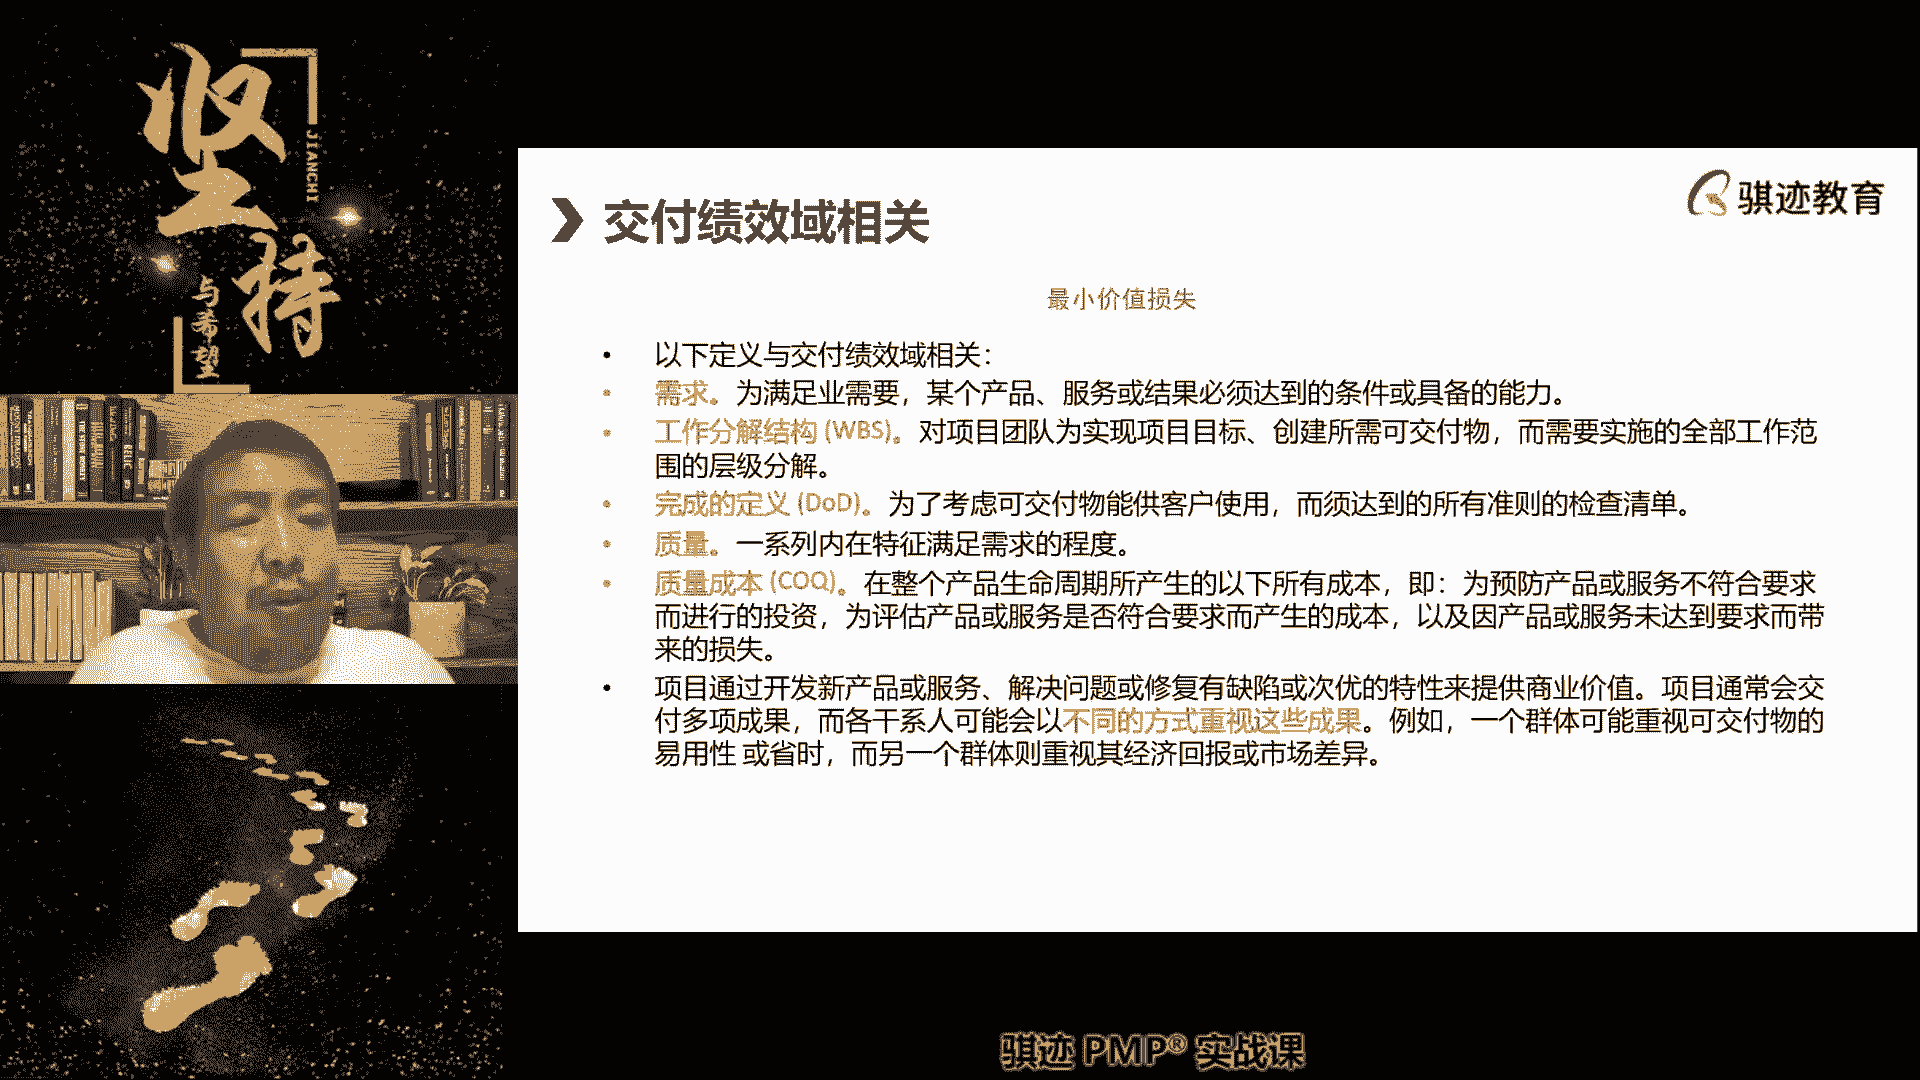 坚持
JIANCHI
与希望
骐迹教育
交付绩效域相关
最小价值损失
• 以下定义与交付绩效域相关：
• 需求。为满足业需要，某个产品、服务或结果必须达到的条件或具备的能力。
• 工作分解结构 (WBS)。对项目团队为实现项目目标、创建所需可交付物，而需要实施的全部工作范
围的层级分解。
• 完成的定义 (DoD)。为了考虑可交付物能供客户使用，而须达到的所有准则的检查清单。
• 质量。一系列内在特征满足需求的程度。
• 质量成本 (COQ)。在整个产品生命周期所产生的以下所有成本，即：为预防产品或服务不符合要求
而进行的投资，为评估产品或服务是否符合要求而产生的成本，以及因产品或服务未达到要求而带
来的损失。
• 项目通过开发新产品或服务、解决问题或修复有缺陷或次优的特性来提供商业价值。项目通常会交
付多项成果，而各干系人可能会以不同的方式重视这些成果。例如，一个群体可能重视可交付物的
易用性 或省时，而另一个群体则重视其经济回报或市场差异。
骐迹 PMP® 实战课